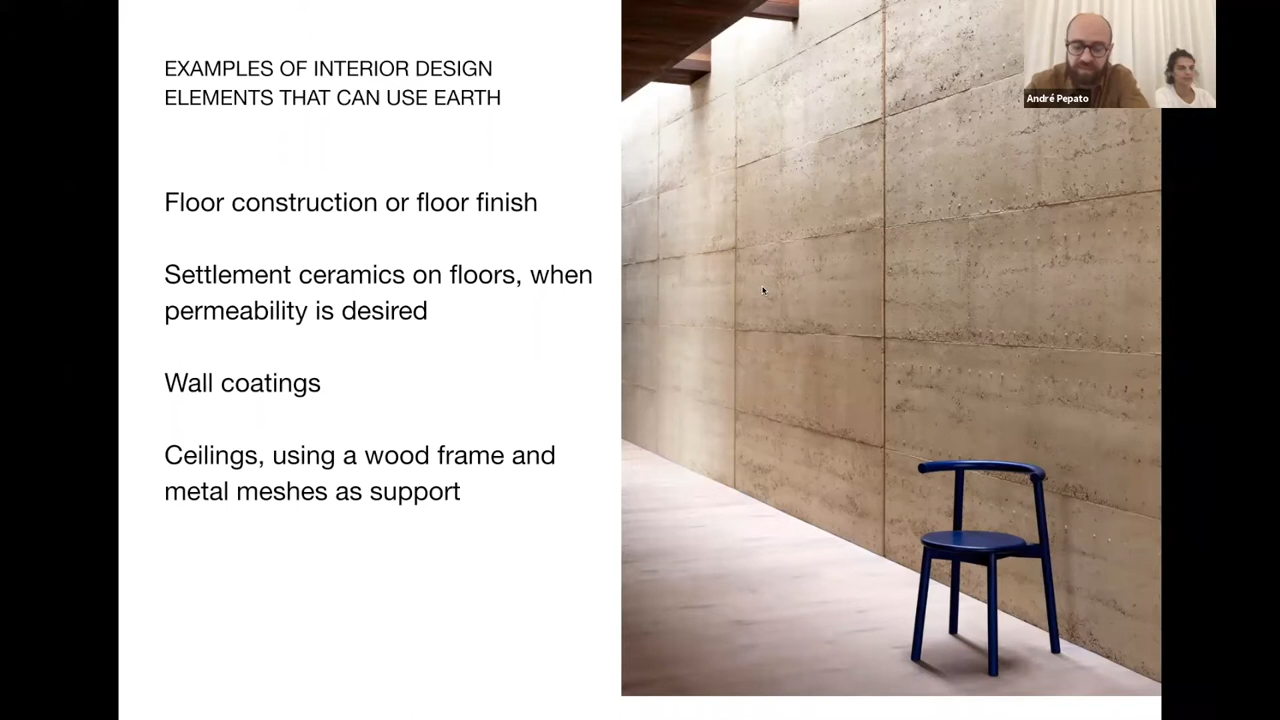 EXAMPLES OF INTERIOR DESIGN
ELEMENTS THAT CAN USE EARTH
Floor construction or floor finish
Settlement ceramics on floors, when
permeability is desired
Wall coatings
Ceilings, using a wood frame and
metal meshes as support
André Pepato